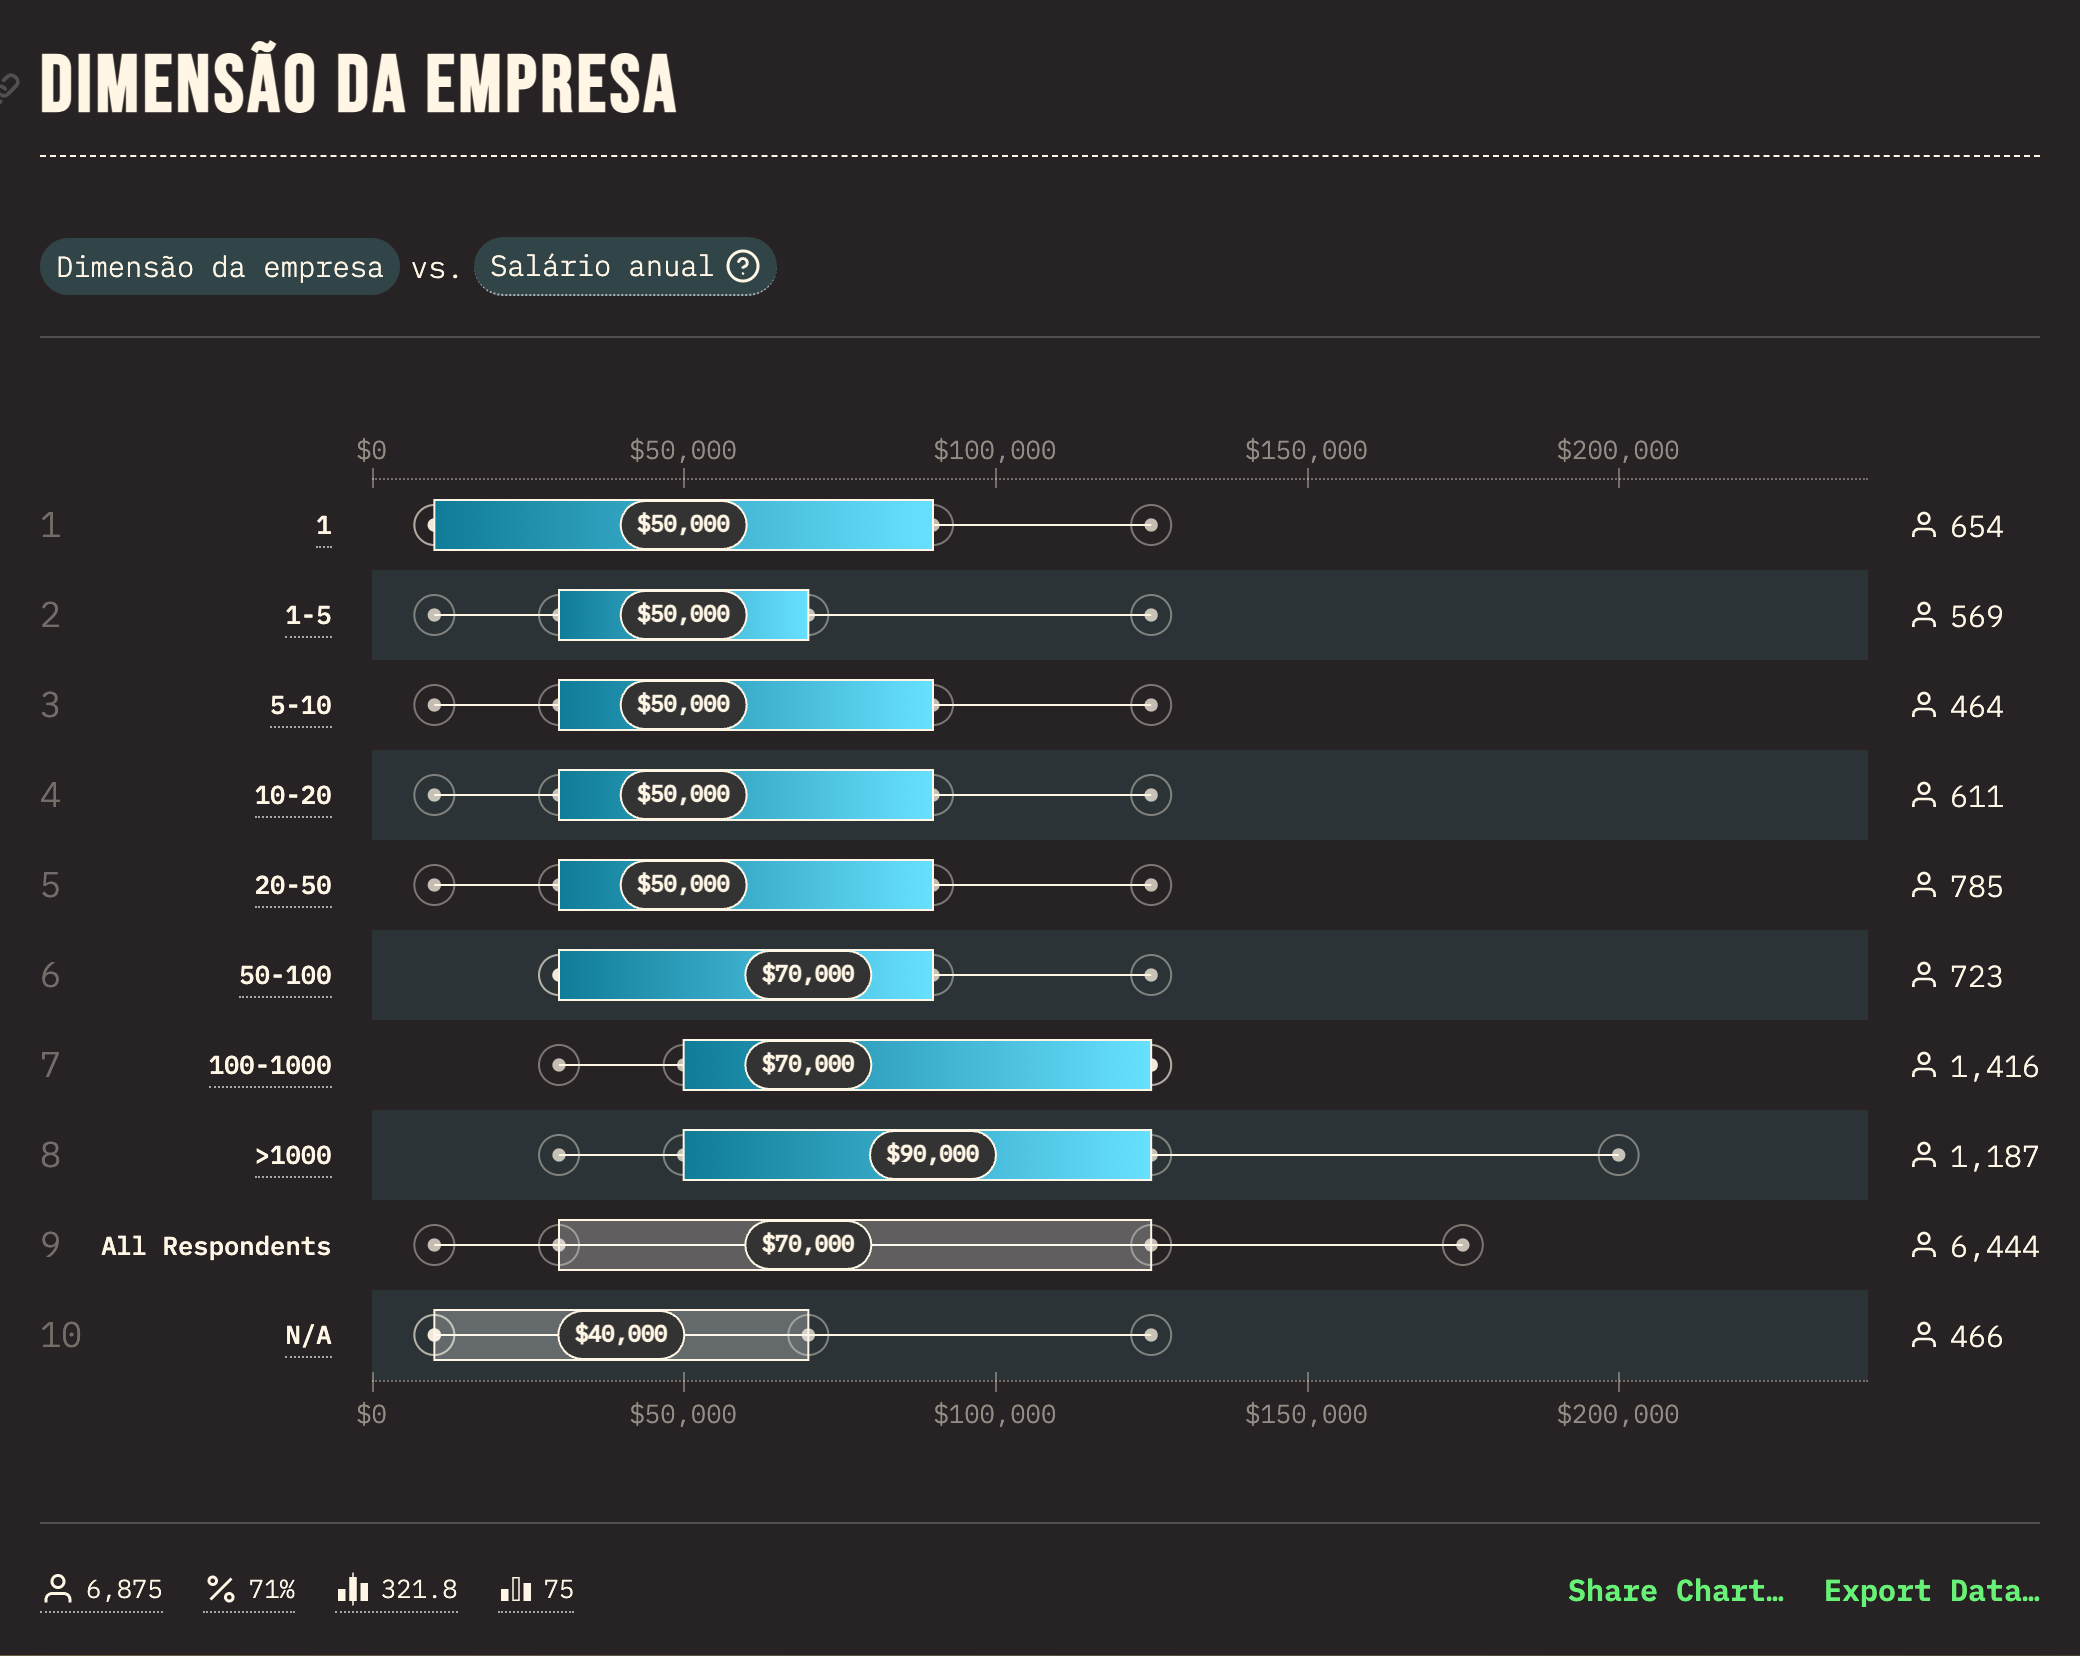 DIMENSÃO DA EMPRESA
Dimensão da empresa vs. Salário anual ?
$0 $50,000 $100,000 $150,000 $200,000
1 1 $50,000 654
2 1-5 $50,000 569
3 5-10 $50,000 464
4 10-20 $50,000 611
5 20-50 $50,000 785
6 50-100 $70,000 723
7 100-1000 $70,000 1,416
8 >1000 $90,000 1,187
9 All Respondents $70,000 6,444
10 N/A $40,000 466
$0 $50,000 $100,000 $150,000 $200,000
6,875 % 71% 321.8 75 Share Chart… Export Data…